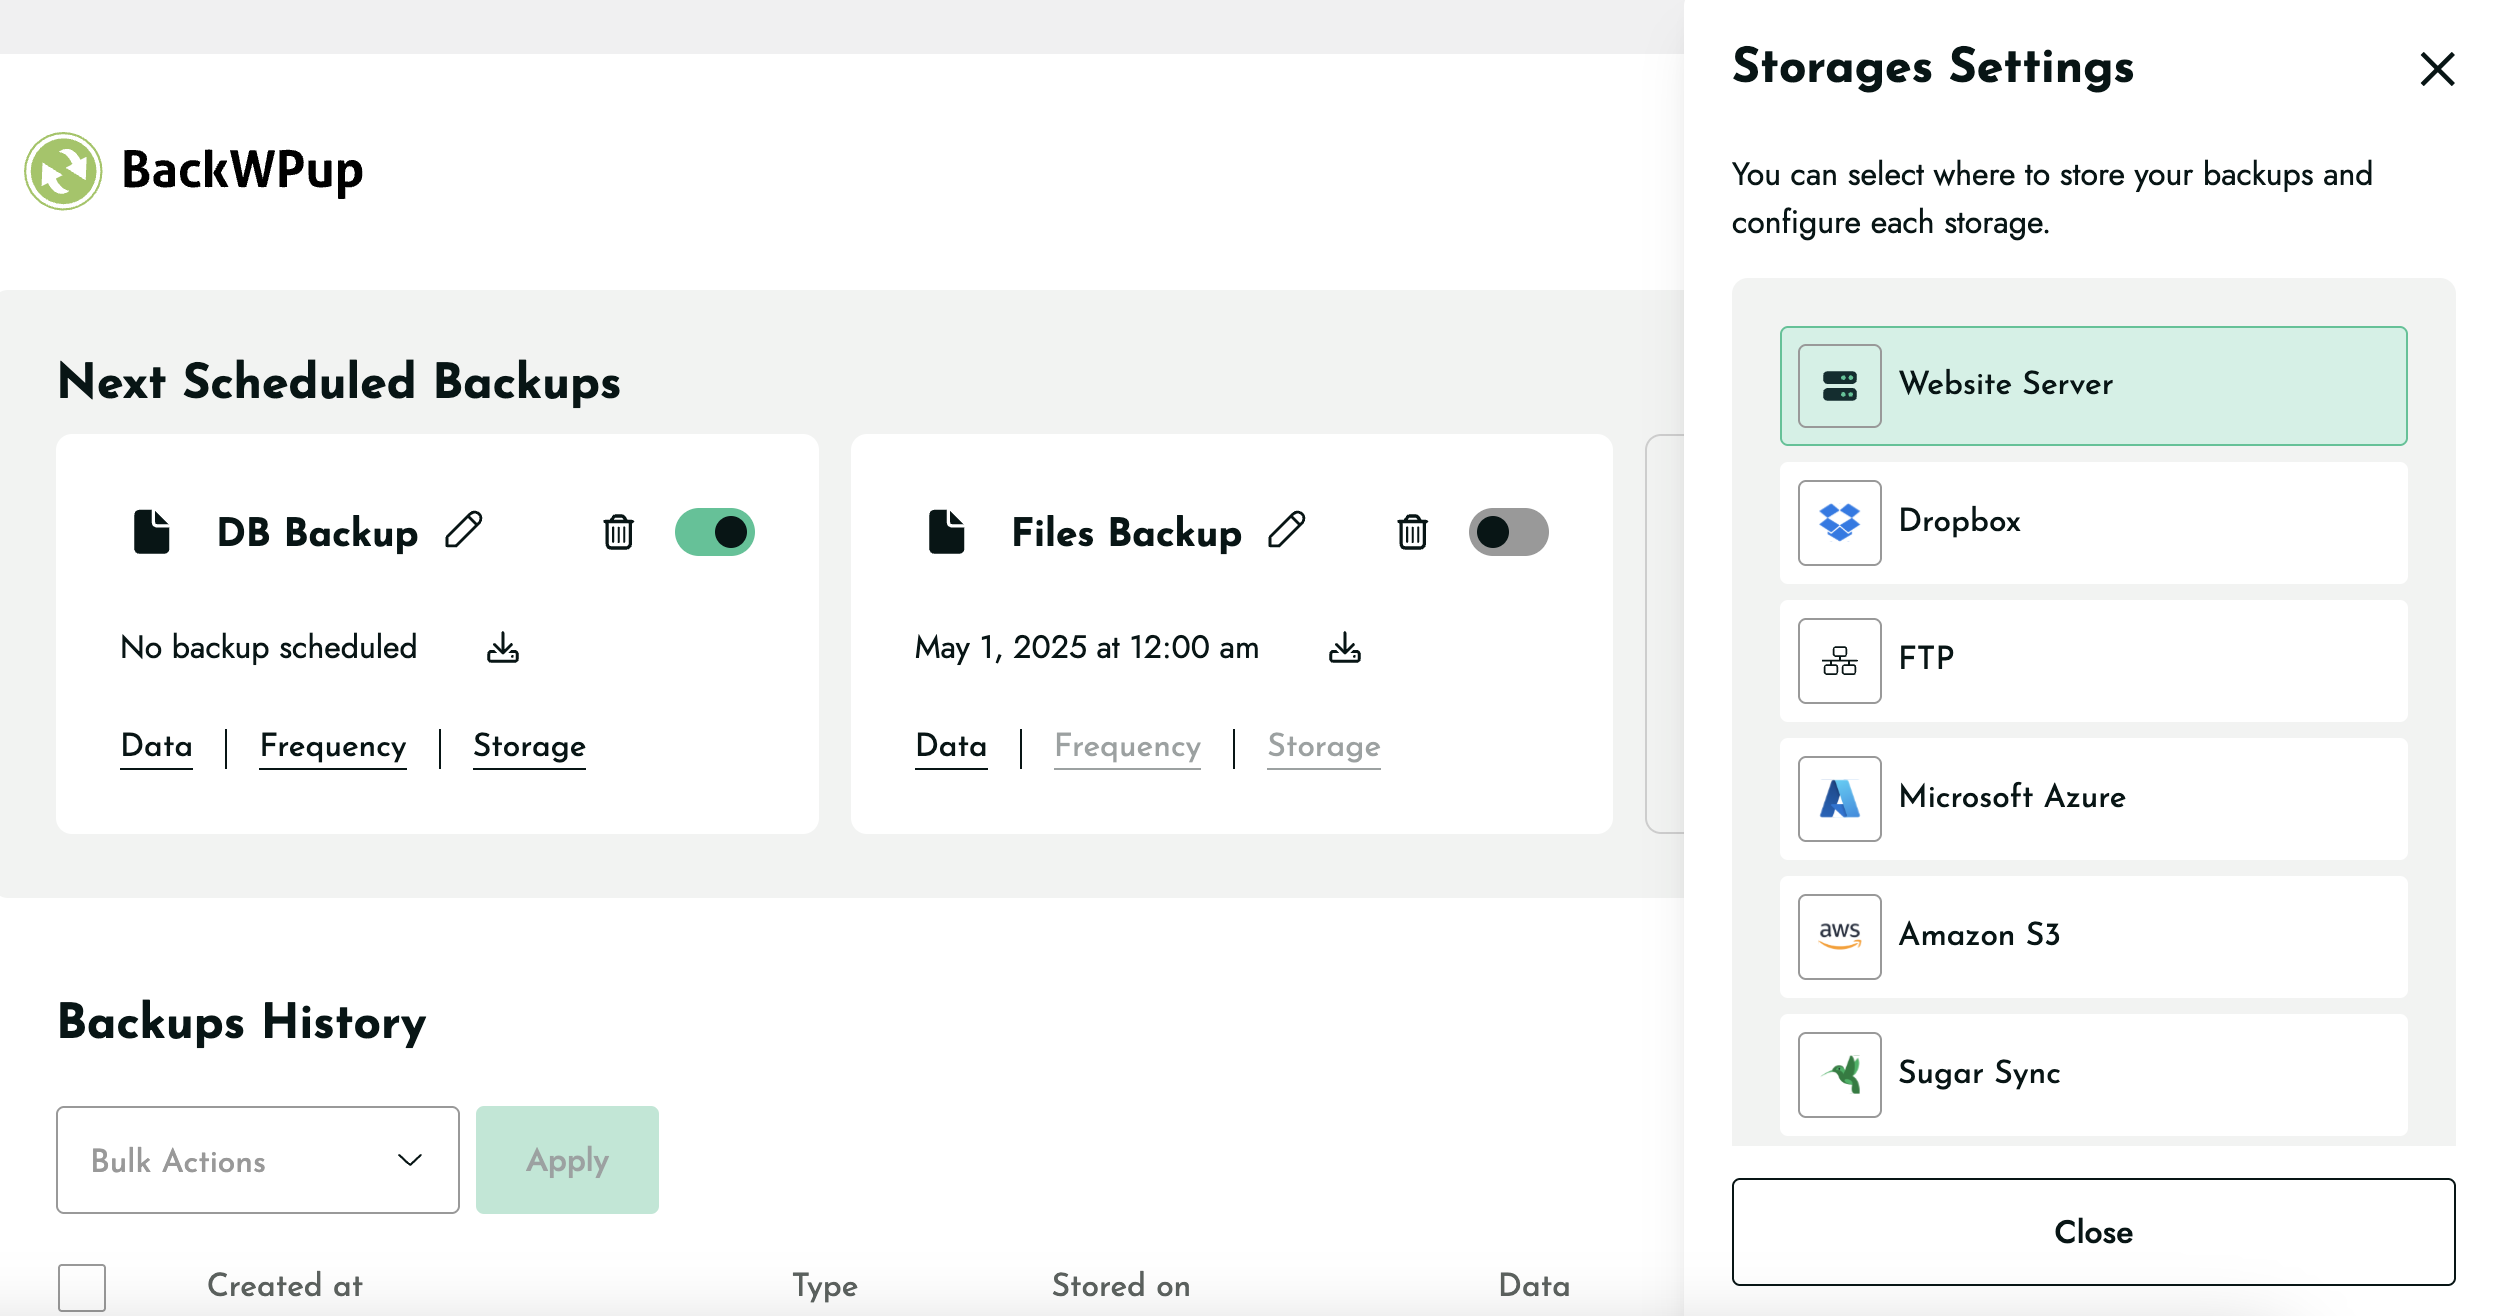 BackWPup
Next Scheduled Backups
DB Backup
No backup scheduled
Data | Frequency | Storage
Files Backup
May 1, 2025 at 12:00 am
Data | Frequency | Storage
Backups History
Bulk Actions
Apply
Created at Type Stored on Data
Storages Settings
You can select where to store your backups and
configure each storage.
Website Server
Dropbox
FTP
Microsoft Azure
aws Amazon S3
Sugar Sync
Close